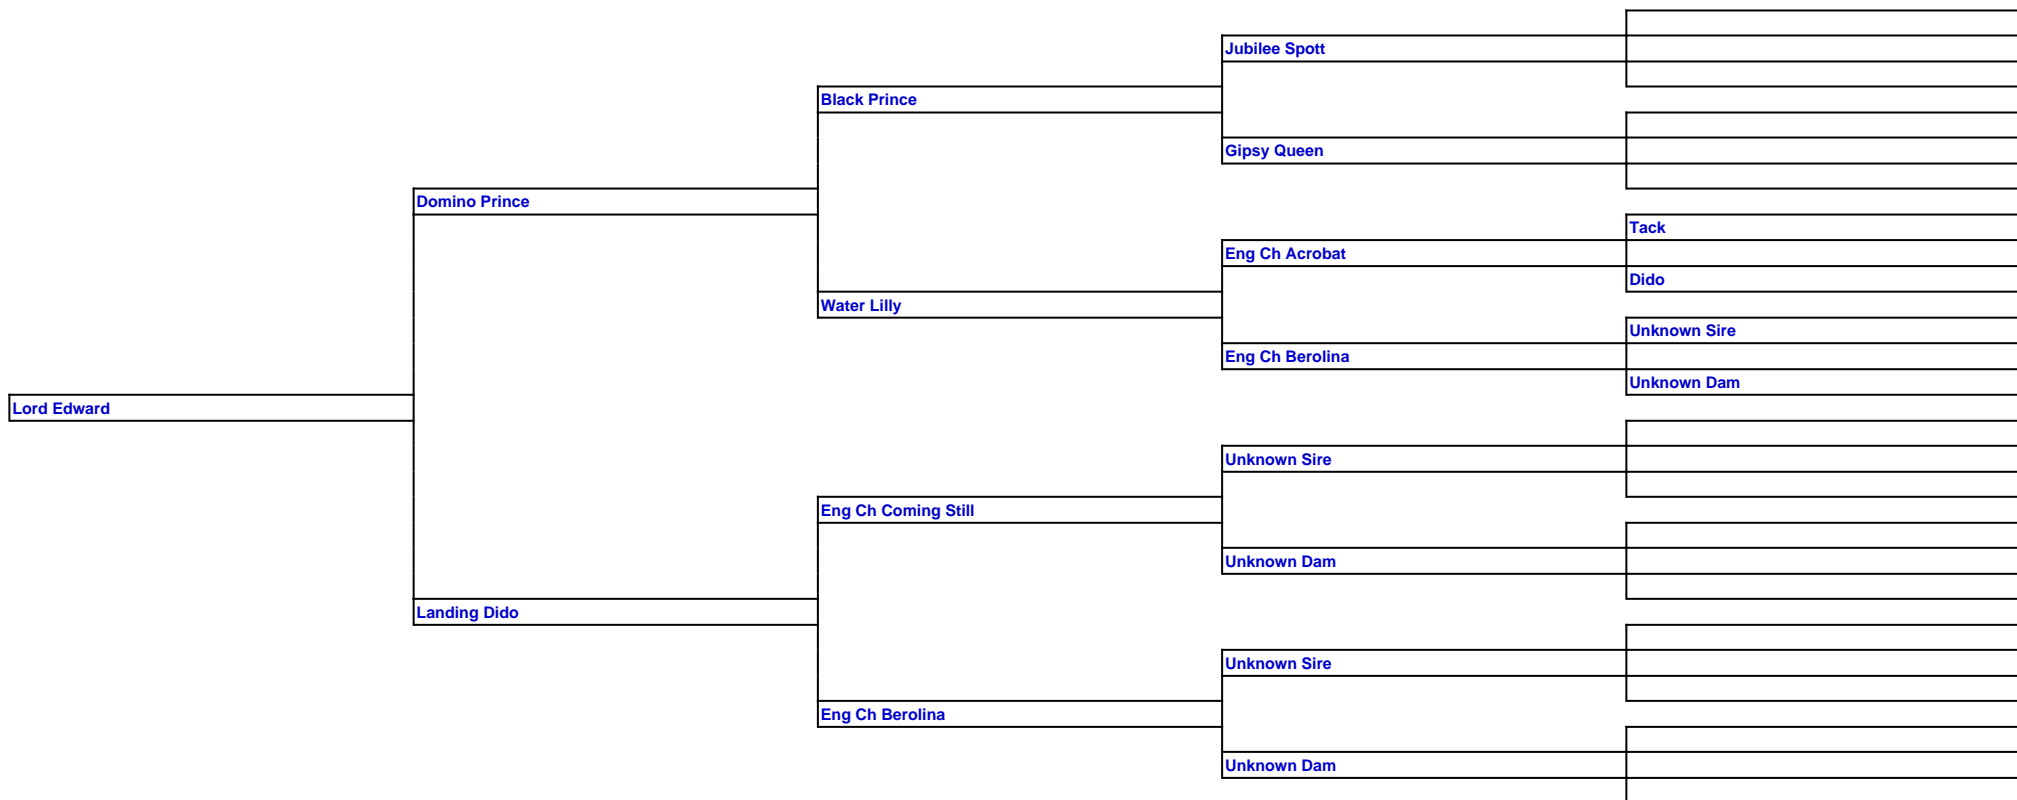 Jubilee Spott
Black Prince
Gipsy Queen
Domino Prince
Tack
Eng Ch Acrobat
Dido
Water Lilly
Unknown Sire
Eng Ch Berolina
Unknown Dam
Lord Edward
Unknown Sire
Eng Ch Coming Still
Unknown Dam
Landing Dido
Unknown Sire
Eng Ch Berolina
Unknown Dam